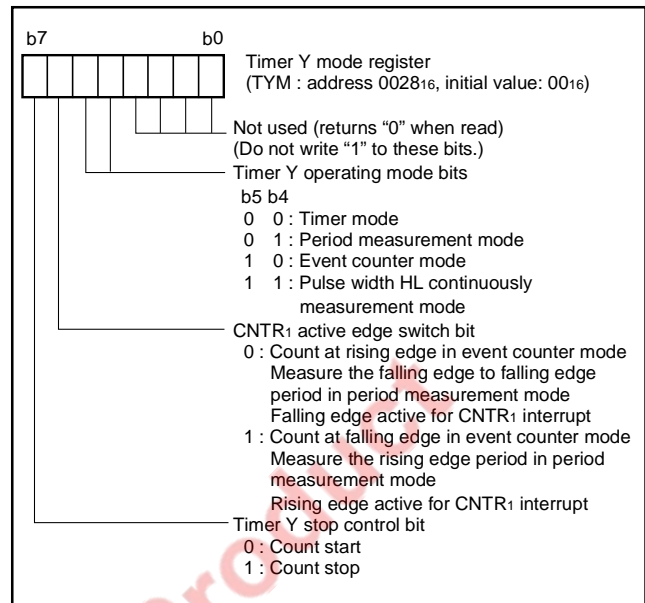 b7 b0
Timer Y mode register
(TYM : address 002816, initial value: 0016)
Not used (returns “0” when read)
(Do not write “1” to these bits.)
Timer Y operating mode bits
b5 b4
0 0 : Timer mode
0 1 : Period measurement mode
1 0 : Event counter mode
1 1 : Pulse width HL continuously
measurement mode
CNTR1 active edge switch bit
0 : Count at rising edge in event counter mode
Measure the falling edge to falling edge
period in period measurement mode
Falling edge active for CNTR1 interrupt
1 : Count at falling edge in event counter mode
Measure the rising edge period in period
measurement mode
Rising edge active for CNTR1 interrupt
Timer Y stop control bit
0 : Count start
1 : Count stop
Product